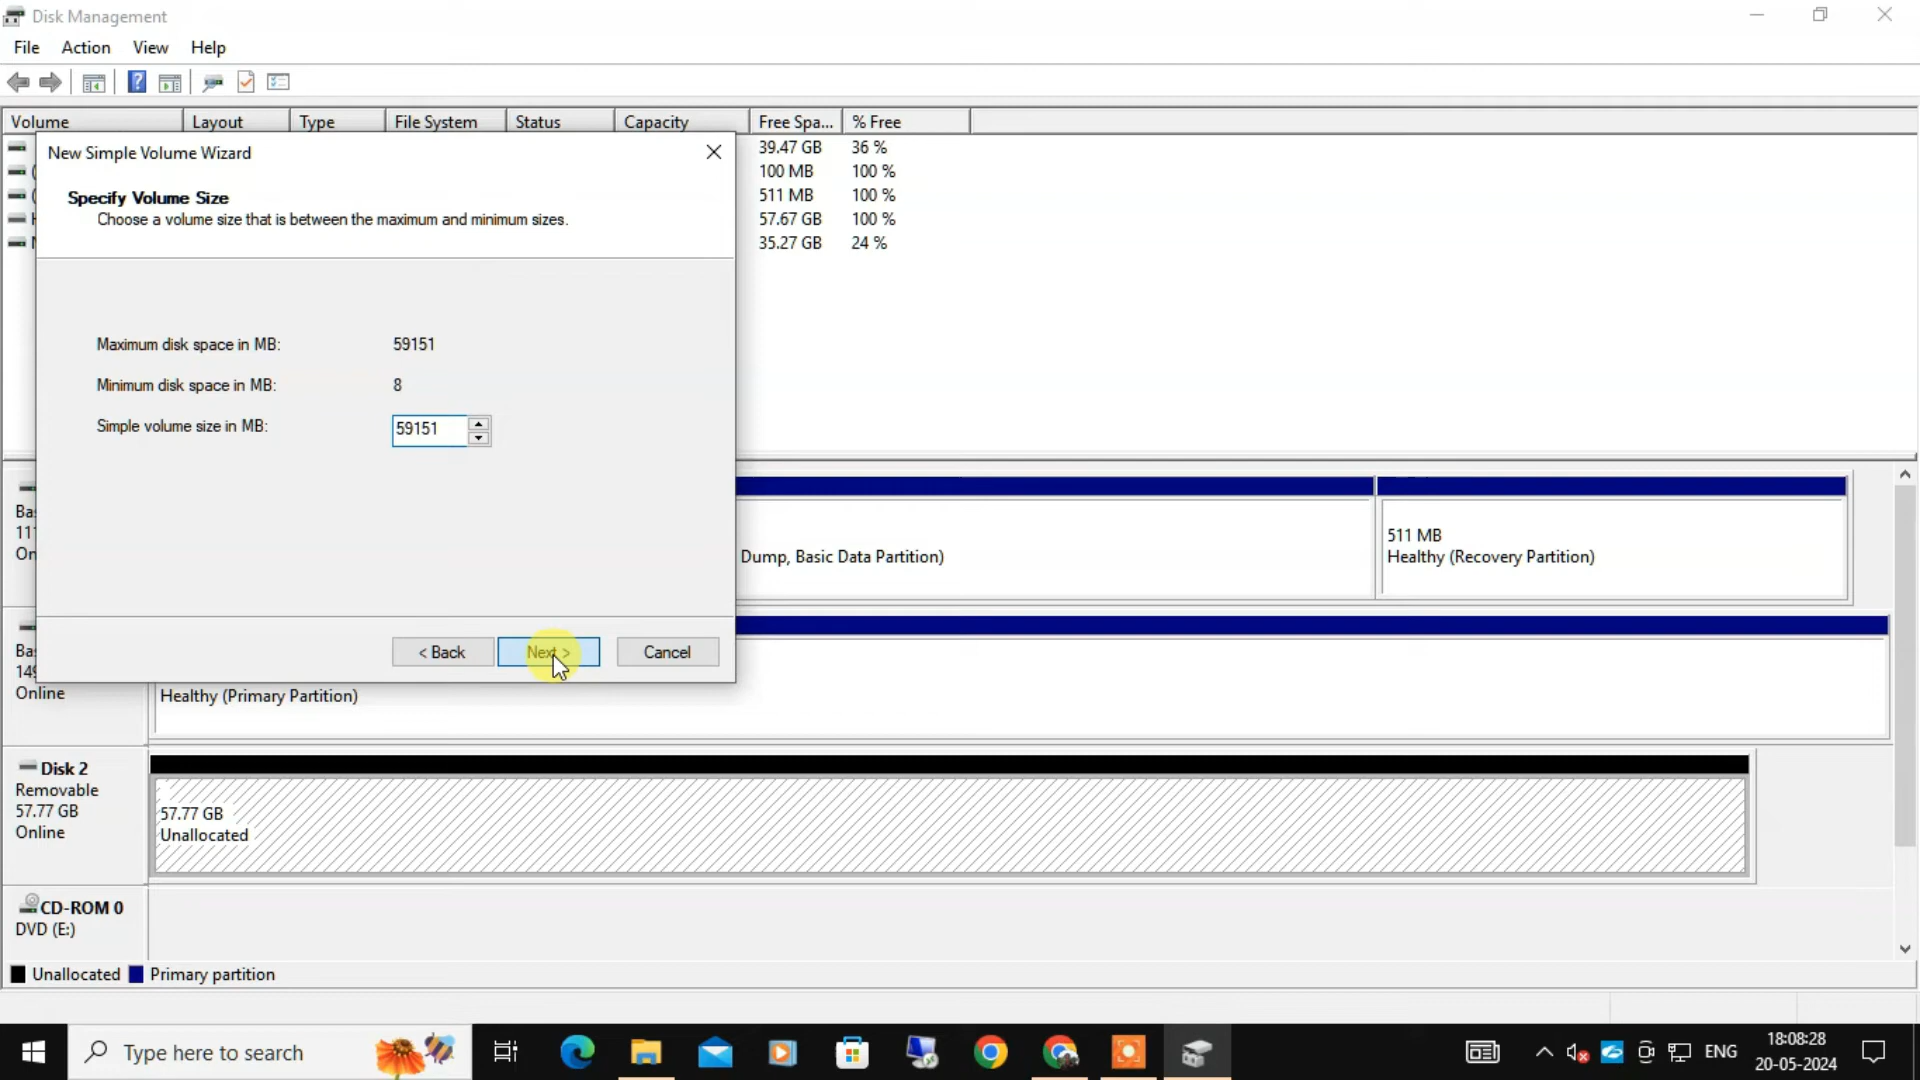 Disk Management
File Action View Help
Volume Layout Type File System Status Capacity Free Spa... % Free
39.47 GB 36 %
100 MB 100 %
511 MB 100 %
57.67 GB 100 %
35.27 GB 24 %
New Simple Volume Wizard
Specify Volume Size
Choose a volume size that is between the maximum and minimum sizes.
Maximum disk space in MB: 59151
Minimum disk space in MB: 8
Simple volume size in MB: 59151
< Back Next > Cancel
Dump, Basic Data Partition)
511 MB
Healthy (Recovery Partition)
Online
Healthy (Primary Partition)
Disk 2
Removable
57.77 GB
Online
57.77 GB
Unallocated
CD-ROM 0
DVD (E:)
Unallocated Primary partition
Type here to search
ENG
18:08:28
20-05-2024